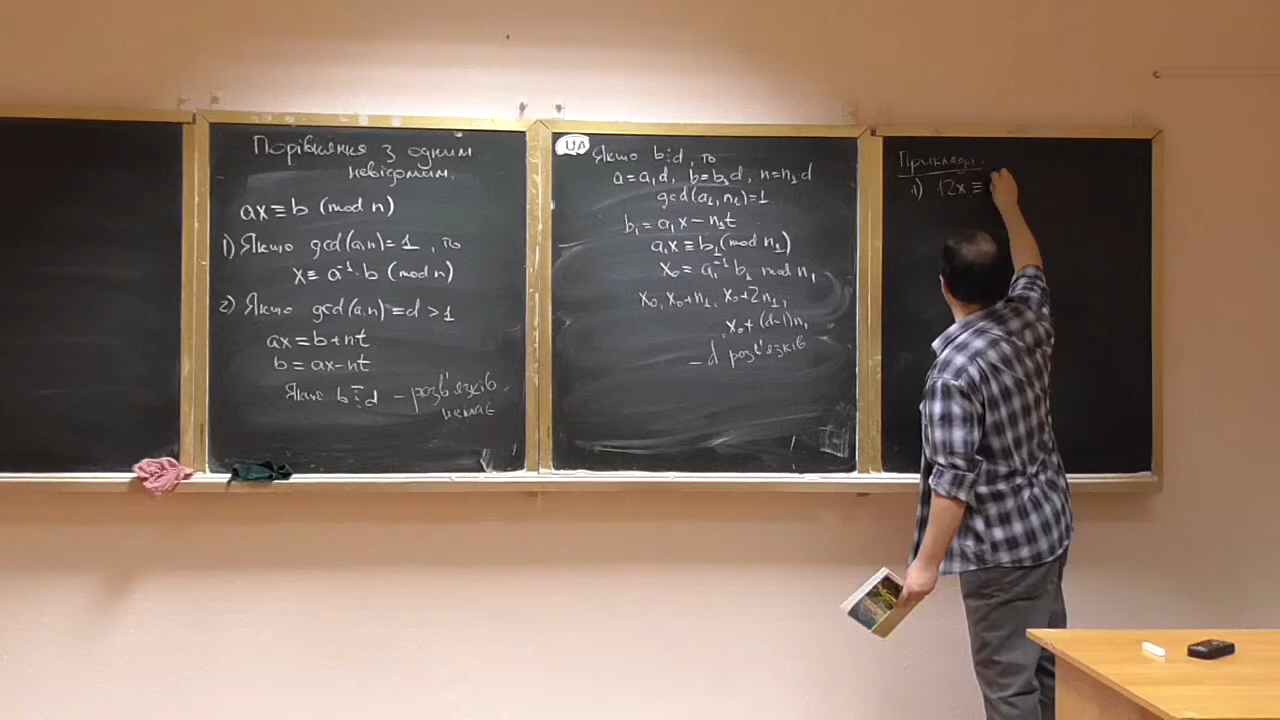 Порівняння з одним
невідомим.
ax ≡ b (mod n)
1) Якщо gcd(a,n)=1, то
x ≡ a⁻¹·b (mod n)
2) Якщо gcd(a,n)=d >1
ax = b+nt
b = ax-nt
Якщо b ⋮̅ d – розв'язків
немає
UA
Якщо b⋮d, то
a=a₁d, b=b₁d, n=n₁d
gcd(a₁,n₁)=1
b₁=a₁x – n₁t
a₁x ≡ b₁(mod n₁)
x₀ = a₁⁻¹ b₁ mod n₁
x₀, x₀+n₁, x₀+2n₁,
x₀+(d-1)n₁
– d розв'язків
Приклади.
1) 12x ≡